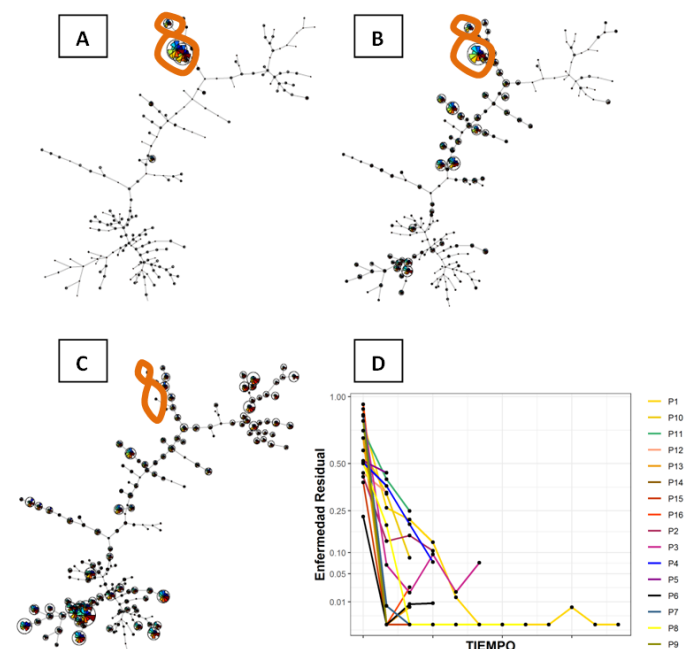 A
B
C
D
Enfermedad Residual
1.00
0.50
0.25
0.10
0.05
0.01
TIEMPO
P1
P10
P11
P12
P13
P14
P15
P16
P2
P3
P4
P5
P6
P7
P8
P9